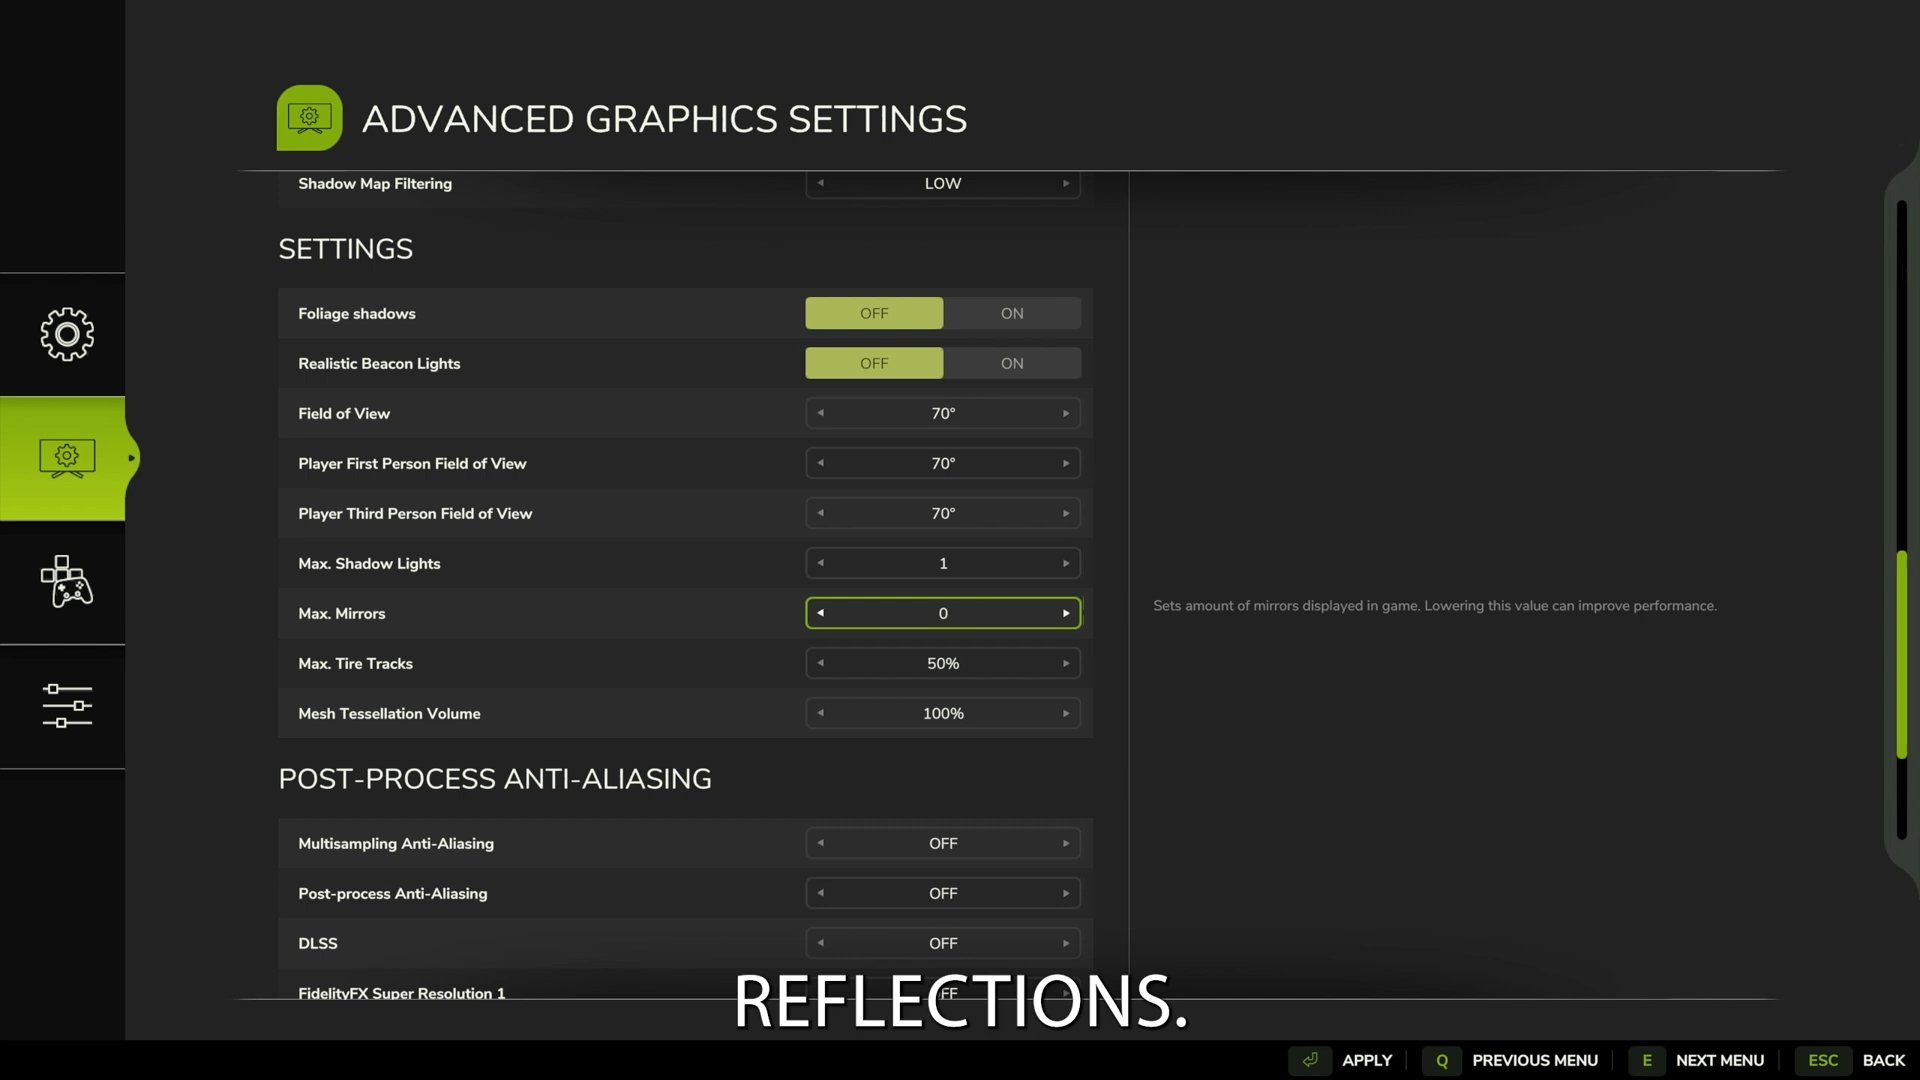 ADVANCED GRAPHICS SETTINGS
Shadow Map Filtering LOW
SETTINGS
Foliage shadows OFF ON
Realistic Beacon Lights OFF ON
Field of View 70°
Player First Person Field of View 70°
Player Third Person Field of View 70°
Max. Shadow Lights 1
Max. Mirrors 0
Sets amount of mirrors displayed in game. Lowering this value can improve performance.
Max. Tire Tracks 50%
Mesh Tessellation Volume 100%
POST-PROCESS ANTI-ALIASING
Multisampling Anti-Aliasing OFF
Post-process Anti-Aliasing OFF
DLSS OFF
FidelityFX Super Resolution 1
REFLECTIONS.
APPLY Q PREVIOUS MENU E NEXT MENU ESC BACK